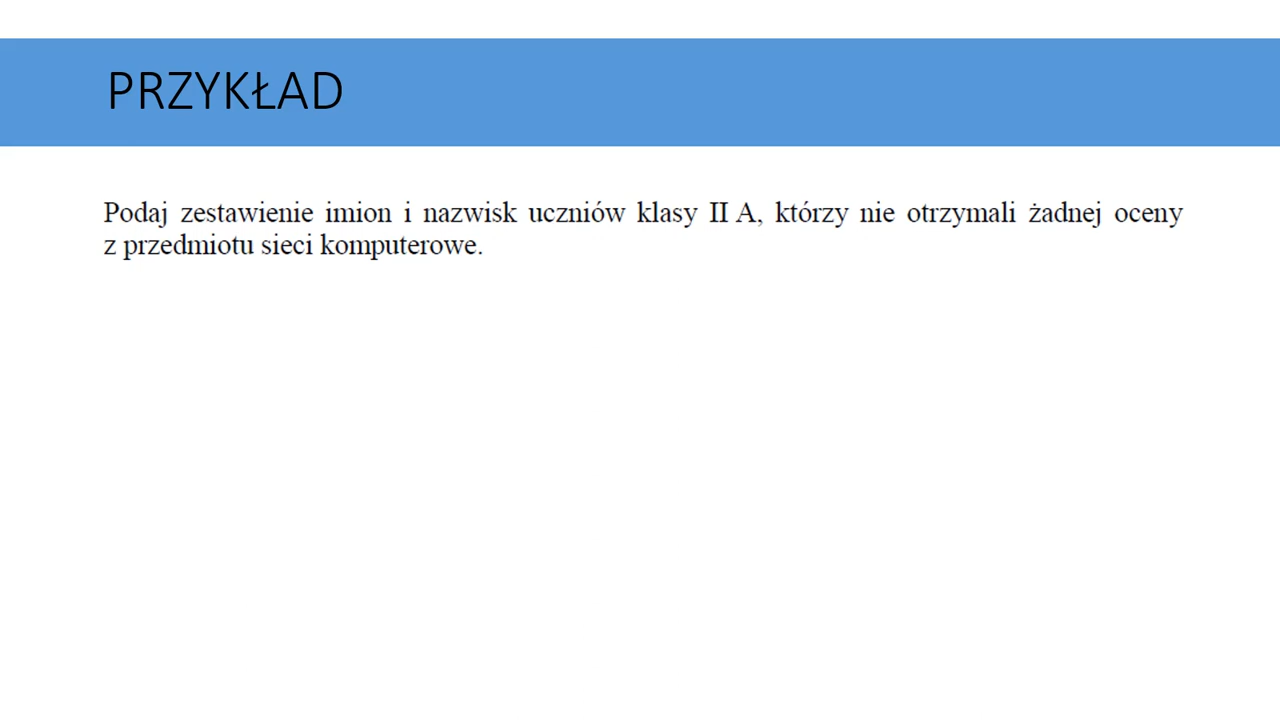 PRZYKŁAD
Podaj zestawienie imion i nazwisk uczniów klasy II A, którzy nie otrzymali żadnej oceny
z przedmiotu sieci komputerowe.